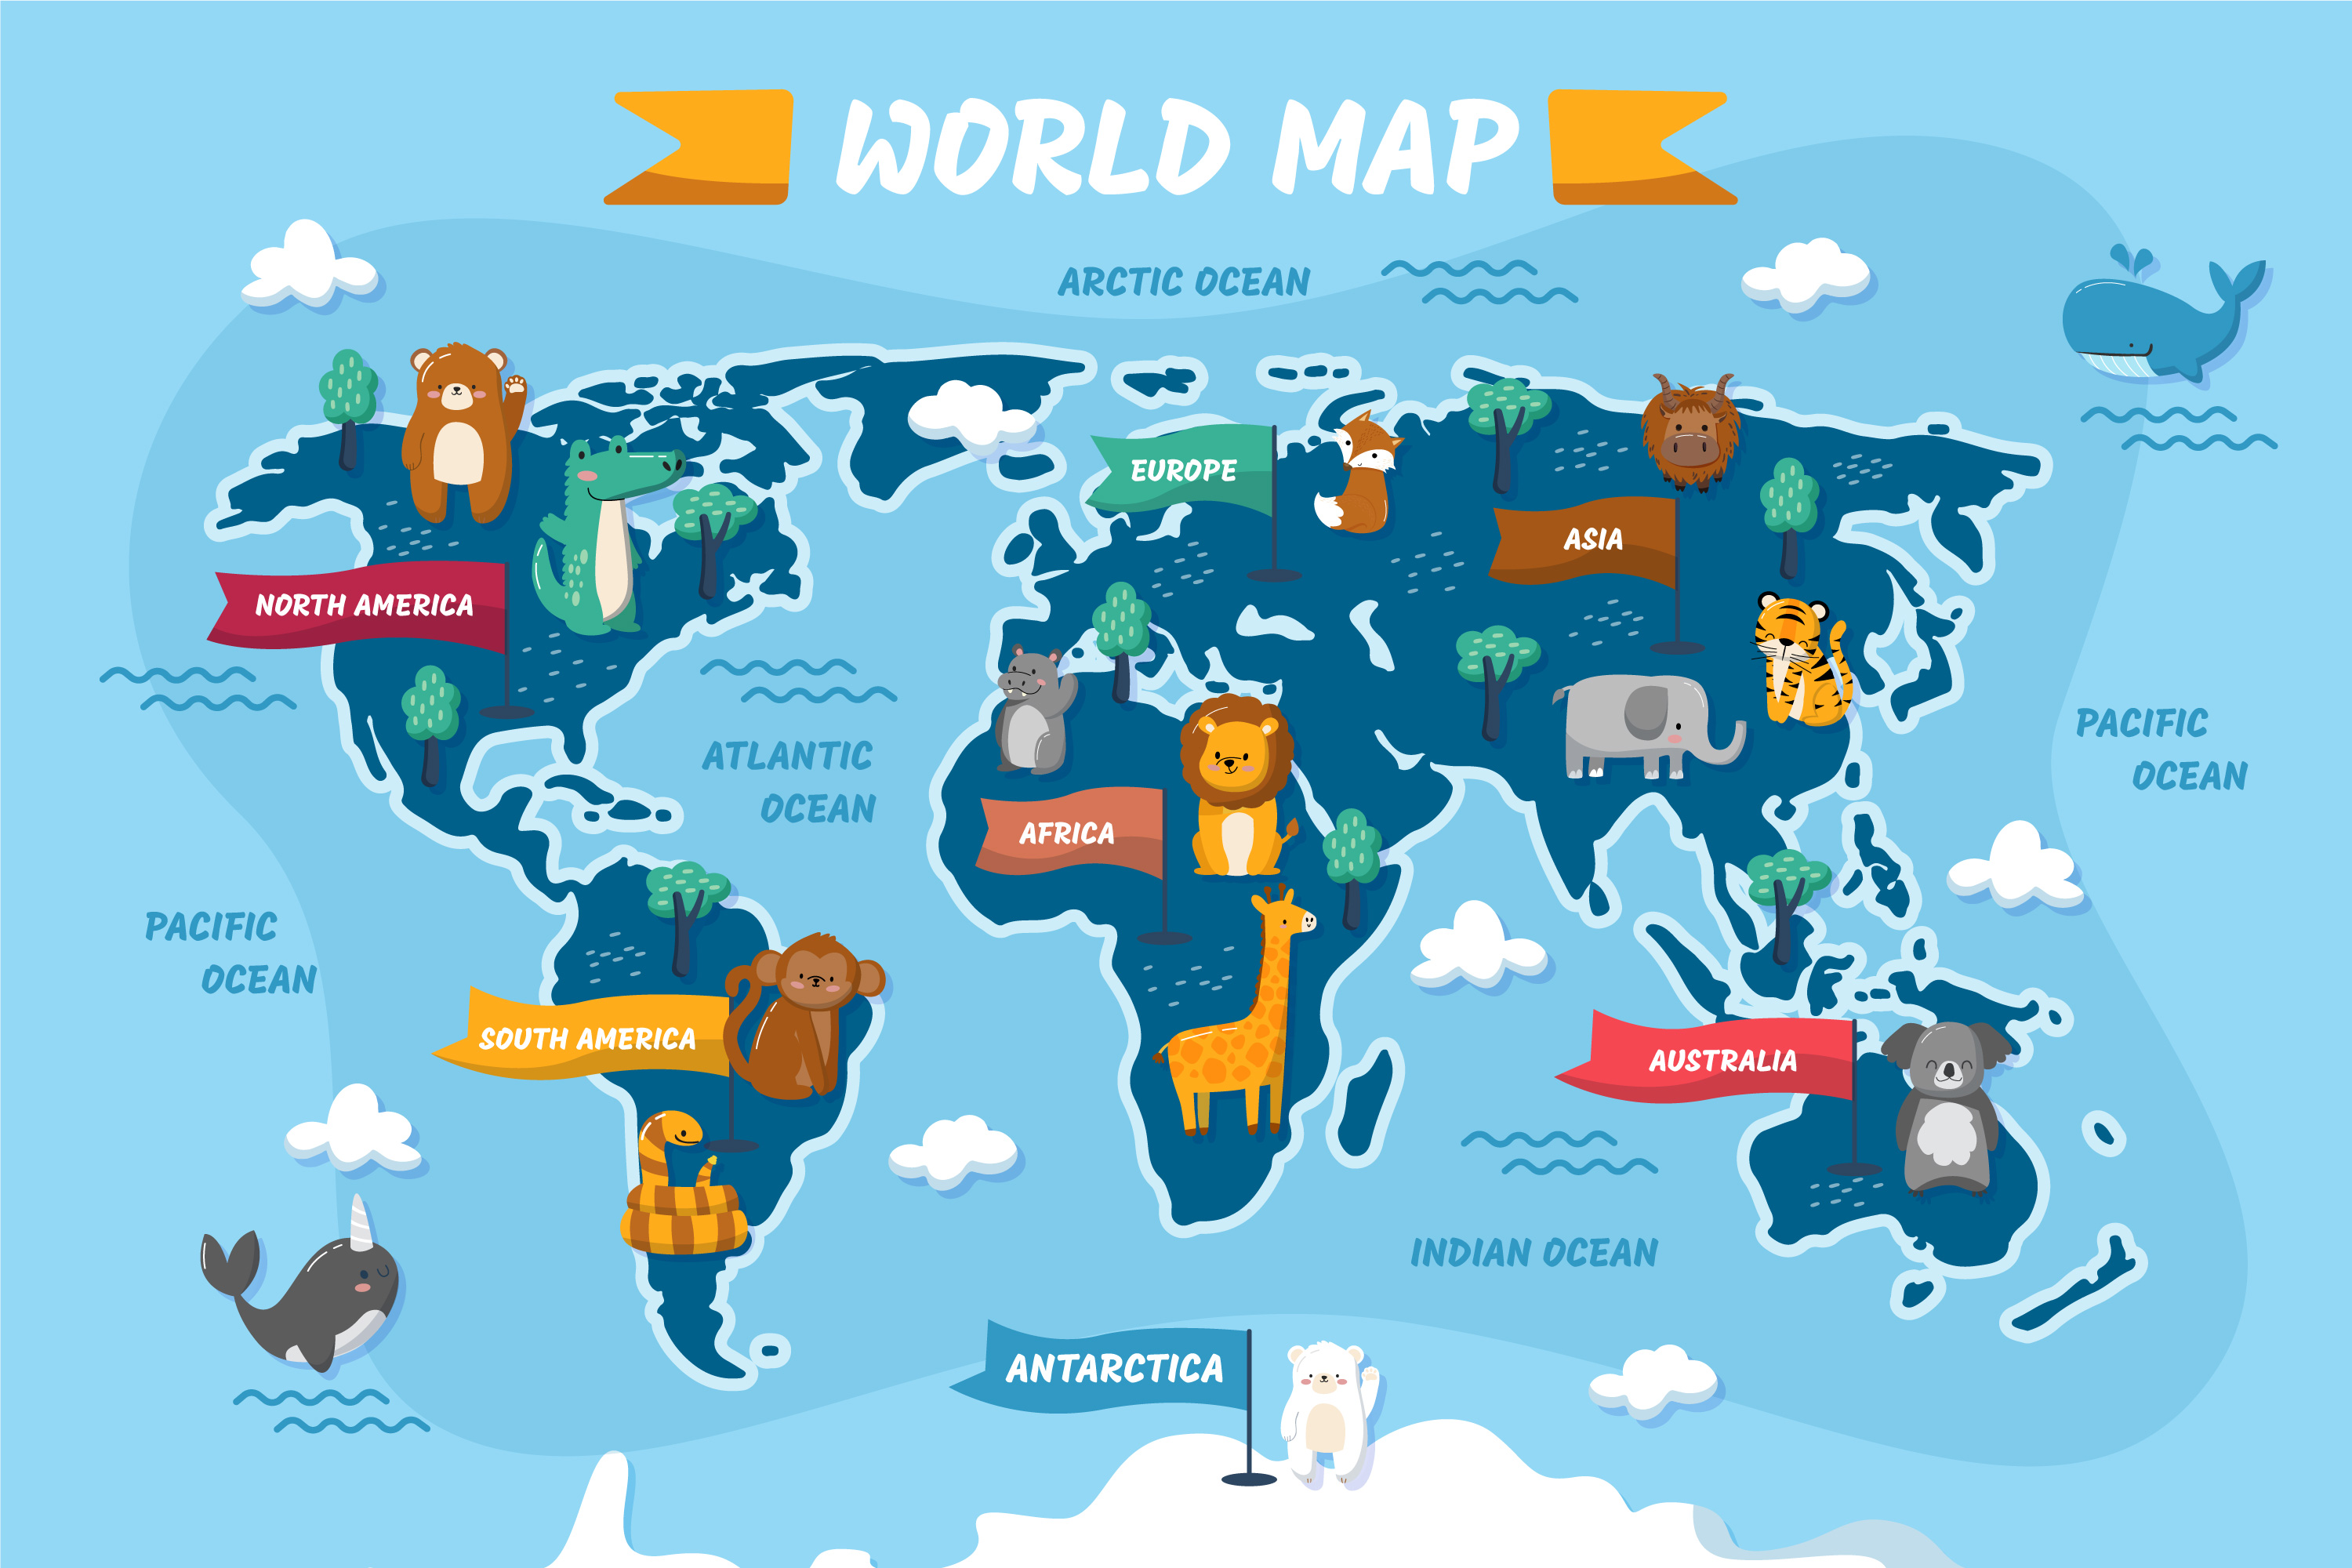 WORLD MAP
ARCTIC OCEAN
EUROPE
ASIA
NORTH AMERICA
ATLANTIC
OCEAN
PACIFIC
OCEAN
AFRICA
PACIFIC
OCEAN
SOUTH AMERICA
AUSTRALIA
INDIAN OCEAN
ANTARCTICA